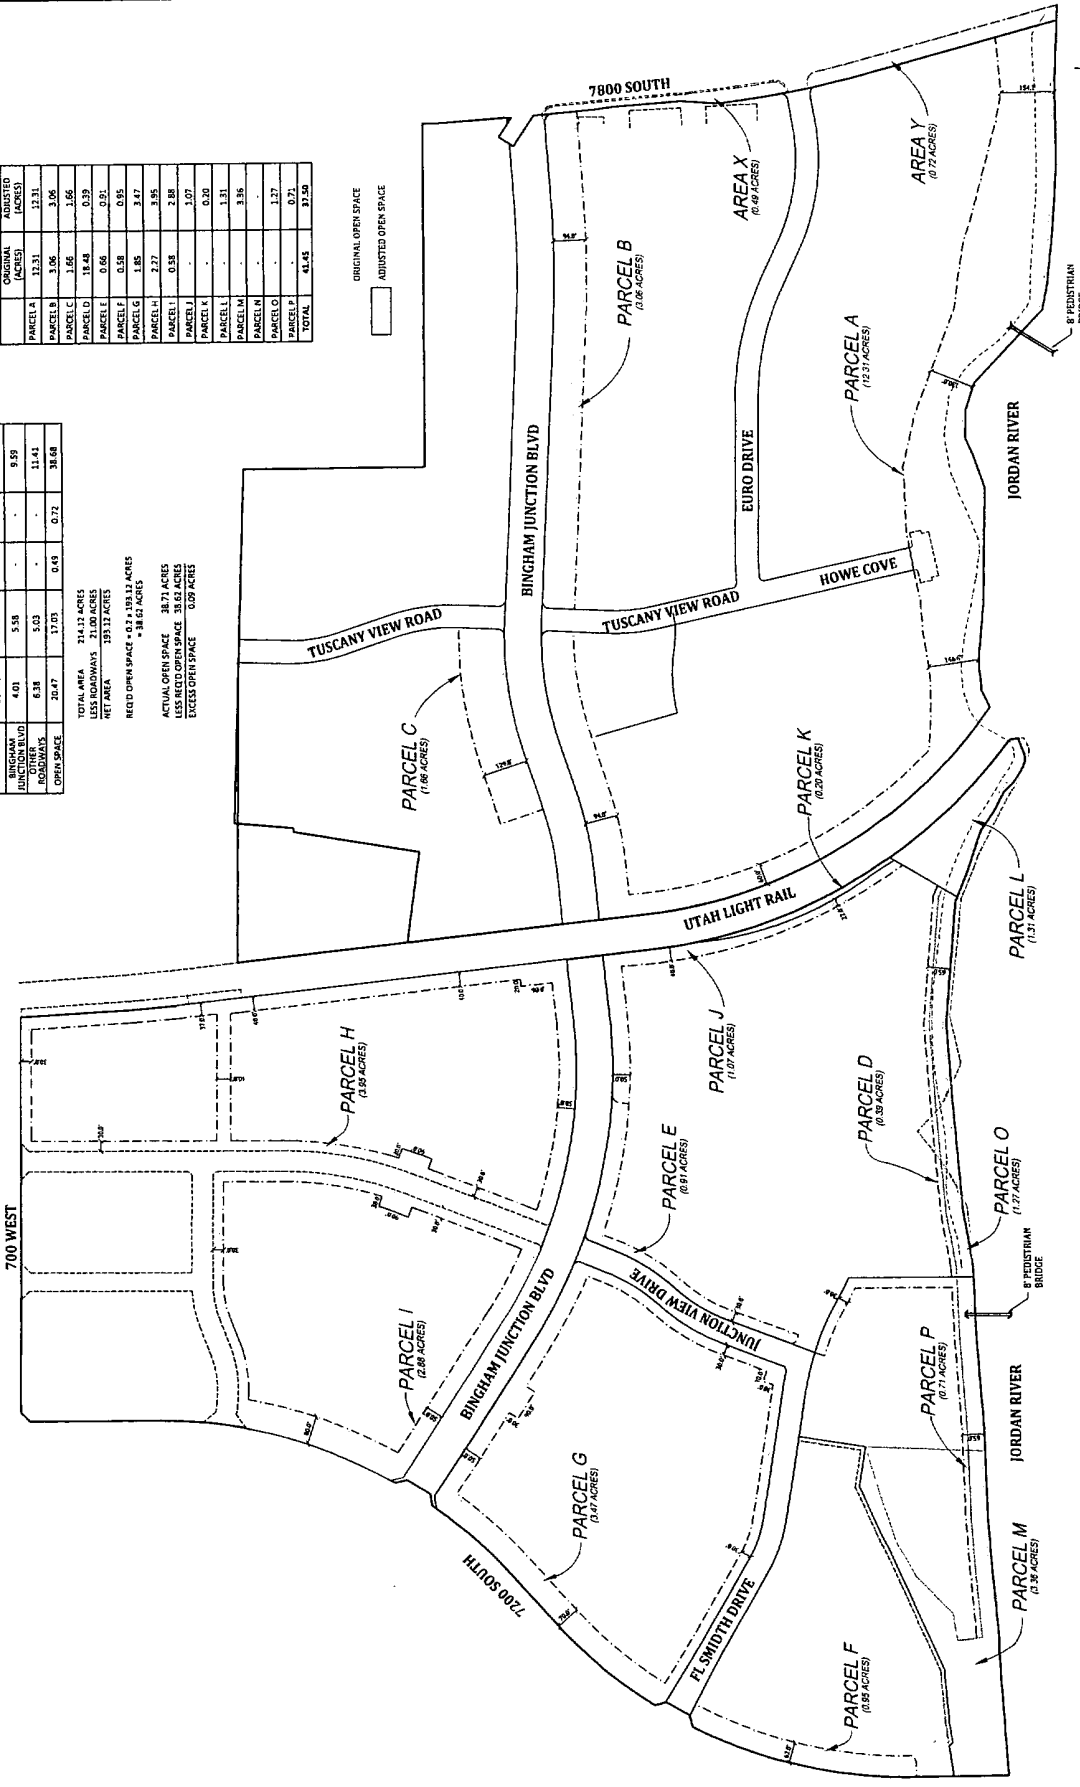 ORIGINAL (ACRES) ADJUSTED (ACRES)
PARCEL A 12.31 12.31
PARCEL B 3.06 3.06
PARCEL C 1.66 1.66
PARCEL D 18.48 0.39
PARCEL E 0.66 0.91
PARCEL F 0.58 0.95
PARCEL G 1.85 3.47
PARCEL H 2.27 3.95
PARCEL I 0.58 2.88
PARCEL J - 1.07
PARCEL K - 0.20
PARCEL L - 1.31
PARCEL M - 3.36
PARCEL N - -
PARCEL O - 1.27
PARCEL P - 0.71
TOTAL 41.45 37.50
ORIGINAL OPEN SPACE
ADJUSTED OPEN SPACE
BINGHAM JUNCTION BLVD 4.01 5.58 - - 9.59
OTHER ROADWAYS 6.38 5.03 - - 11.41
OPEN SPACE 20.47 17.03 0.49 0.72 38.68
TOTAL AREA 214.12 ACRES
LESS ROADWAYS 21.00 ACRES
NET AREA 193.12 ACRES
REQ'D OPEN SPACE = 0.2 x 193.12 ACRES
= 38.62 ACRES
ACTUAL OPEN SPACE 38.71 ACRES
LESS REQ'D OPEN SPACE 38.62 ACRES
EXCESS OPEN SPACE 0.09 ACRES
7800 SOUTH
AREA X
(0.49 ACRES)
AREA Y
(0.72 ACRES)
PARCEL B
(3.06 ACRES)
94.0'
BINGHAM JUNCTION BLVD
EURO DRIVE
PARCEL A
(12.31 ACRES)
8' PEDISTRIAN
JORDAN RIVER
HOWE COVE
TUSCANY VIEW ROAD
TUSCANY VIEW ROAD
PARCEL C
(1.66 ACRES)
129.0'
94.0'
PARCEL K
(0.20 ACRES)
UTAH LIGHT RAIL
PARCEL L
(1.31 ACRES)
PARCEL J
(1.07 ACRES)
PARCEL H
(3.95 ACRES)
PARCEL D
(0.39 ACRES)
PARCEL E
(0.91 ACRES)
PARCEL O
(1.27 ACRES)
8' PEDISTRIAN
BRIDGE
700 WEST
JUNCTION VIEW DRIVE
BINGHAM JUNCTION BLVD
PARCEL I
(2.88 ACRES)
PARCEL P
(0.71 ACRES)
JORDAN RIVER
PARCEL G
(3.47 ACRES)
7200 SOUTH
FL SMIDTH DRIVE
PARCEL M
(3.36 ACRES)
PARCEL F
(0.95 ACRES)